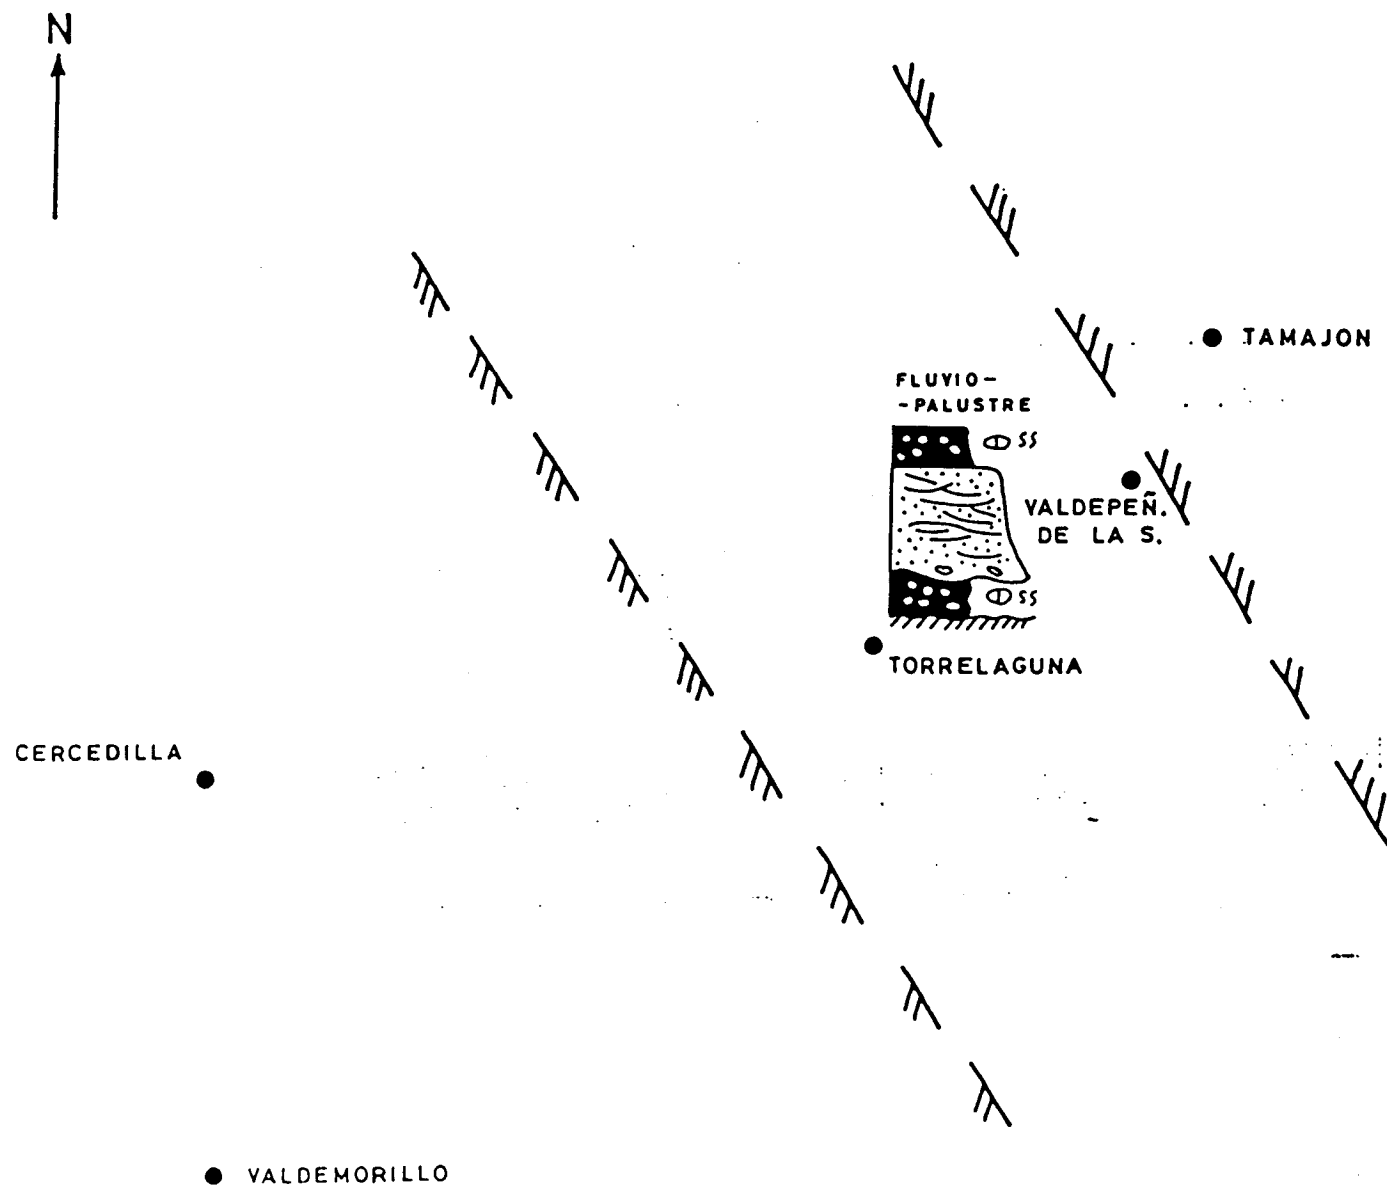 N
TAMAJON
FLUVIO-
-PALUSTRE
SS
VALDEPEÑ.
DE LA S.
SS
TORRELAGUNA
CERCEDILLA
VALDEMORILLO